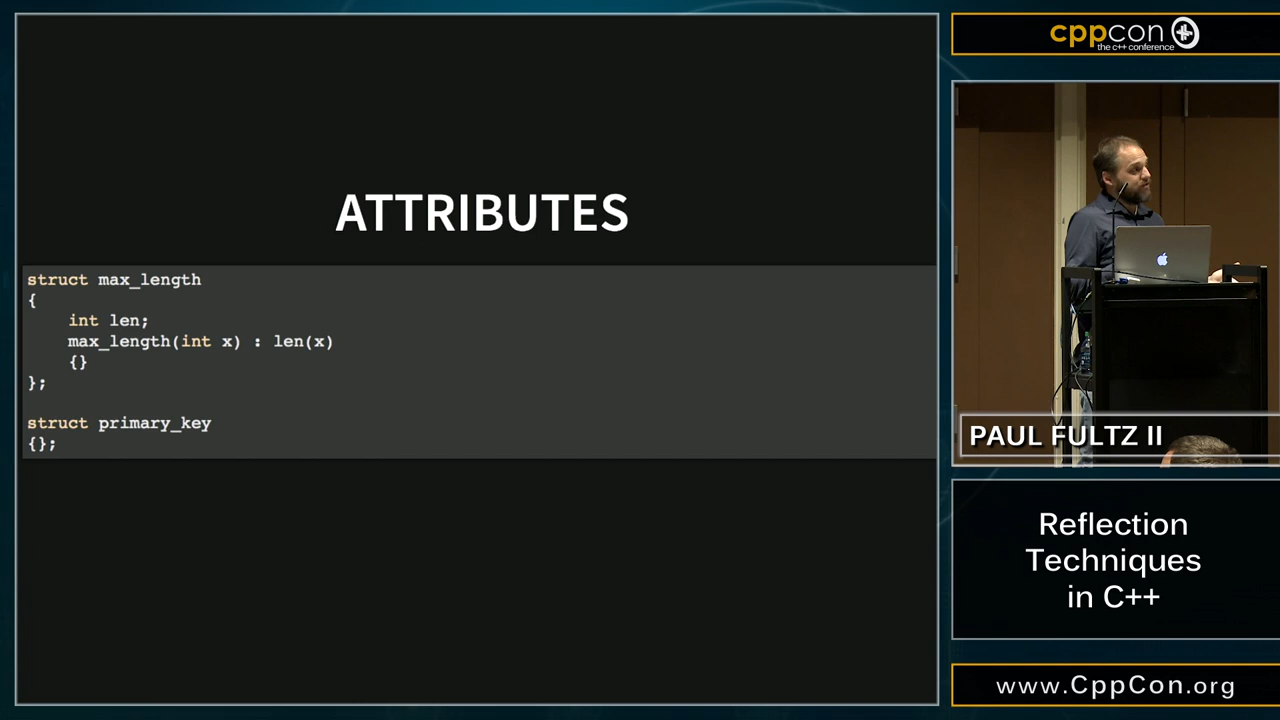 ATTRIBUTES
struct max_length
{
    int len;
    max_length(int x) : len(x)
    {}
};
struct primary_key
{};
cppcon
the c++ conference
PAUL FULTZ II
Reflection
Techniques
in C++
www.CppCon.org